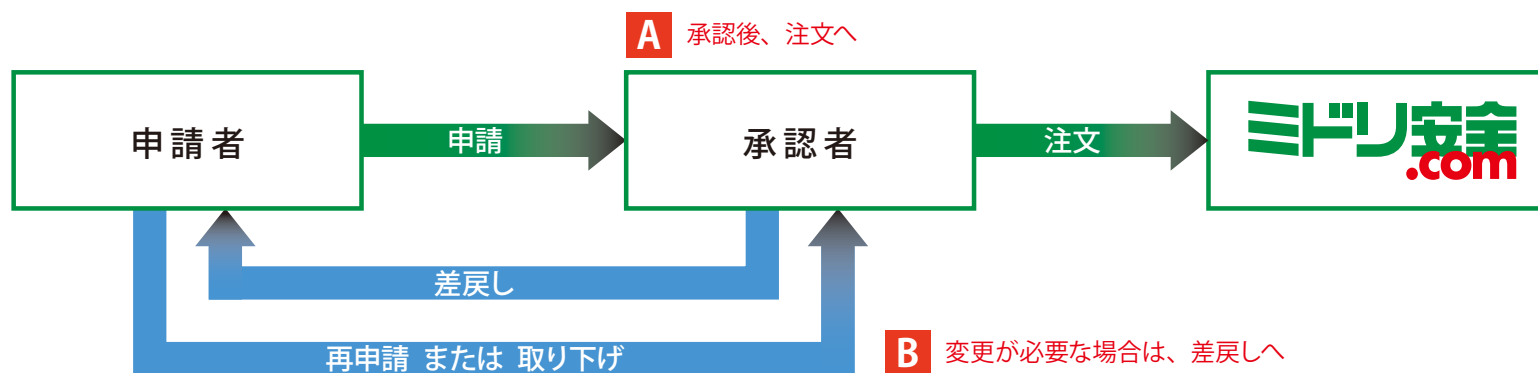 A 承認後、注文へ
申請者
申請
承認者
注文
ミドリ安全
.com
差戻し
再申請 または 取り下げ
B 変更が必要な場合は、差戻しへ